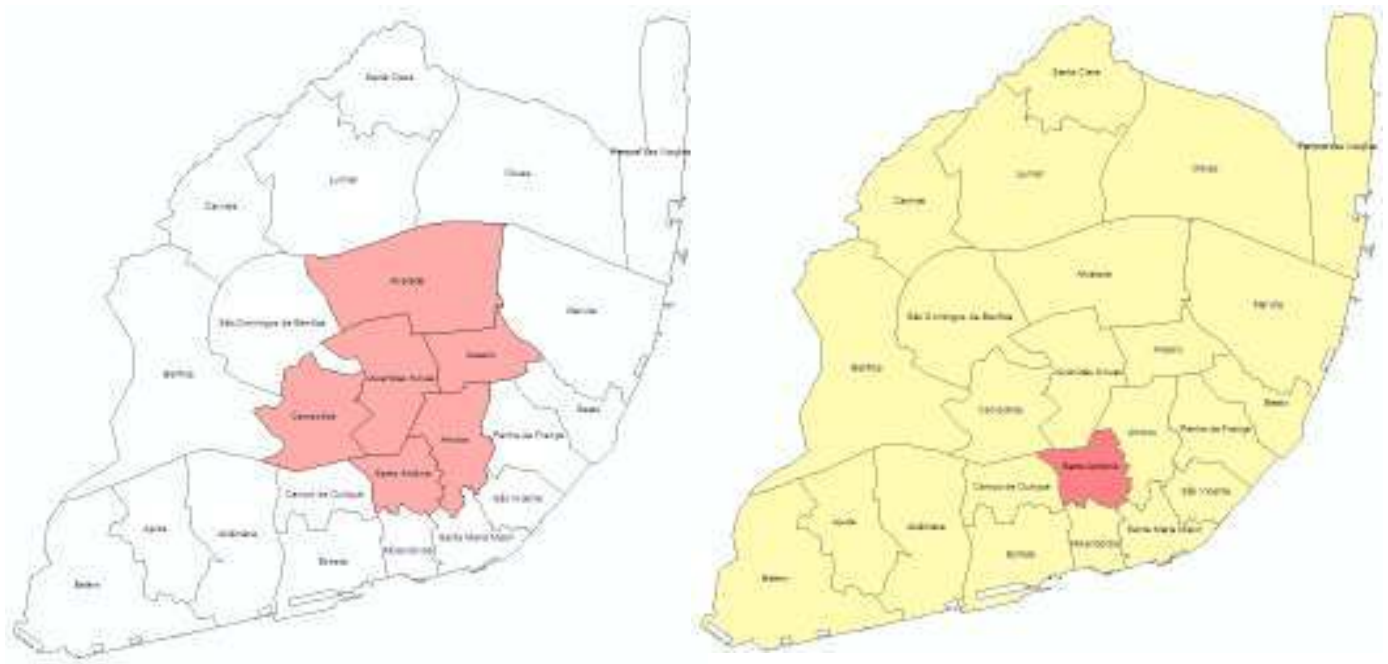 Santa Clara
Lumiar
Olivais
Parque das Nações
Carnide
Alvalade
Marvila
São Domingos de Benfica
Areeiro
Benfica
Avenidas Novas
Campolide
Beato
Arroios
Penha de França
Santo António
Campo de Ourique
São Vicente
Ajuda
Alcântara
Santa Maria Maior
Misericórdia
Estrela
Belém
Santa Clara
Parque das Nações
Olivais
Lumiar
Carnide
Alvalade
Marvila
São Domingos de Benfica
Areeiro
Benfica
Avenidas Novas
Beato
Campolide
Penha de França
Arroios
Santo António
Campo de Ourique
São Vicente
Ajuda
Alcântara
Santa Maria Maior
Misericórdia
Estrela
Belém